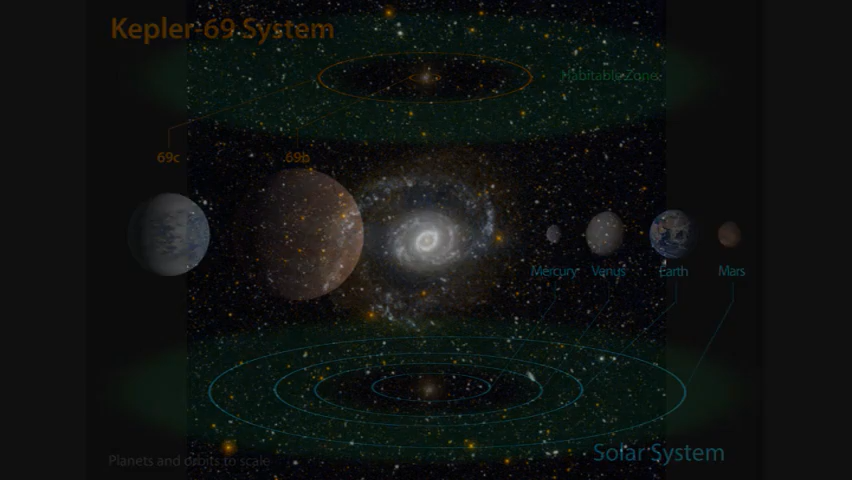 Kepler-69 System
Habitable Zone
69c
69b
Mercury
Venus
Earth
Mars
Solar System
Planets and orbits to scale